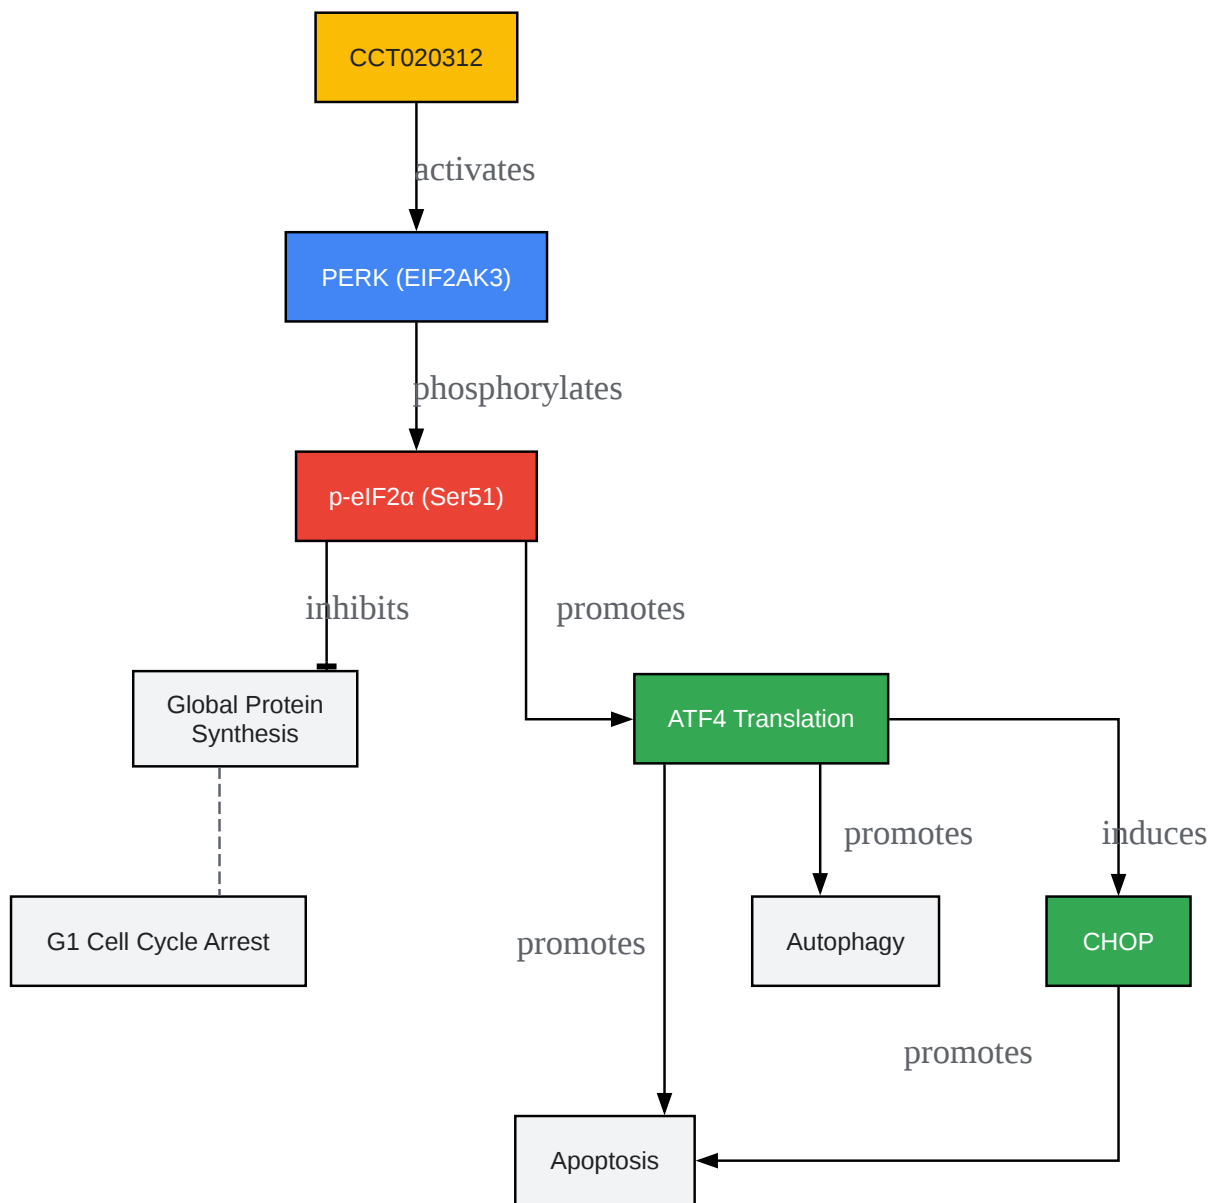 CCT020312
activates
PERK (EIF2AK3)
phosphorylates
p-eIF2α (Ser51)
inhibits
promotes
Global Protein
Synthesis
ATF4 Translation
promotes
induces
G1 Cell Cycle Arrest
promotes
Autophagy
CHOP
promotes
Apoptosis